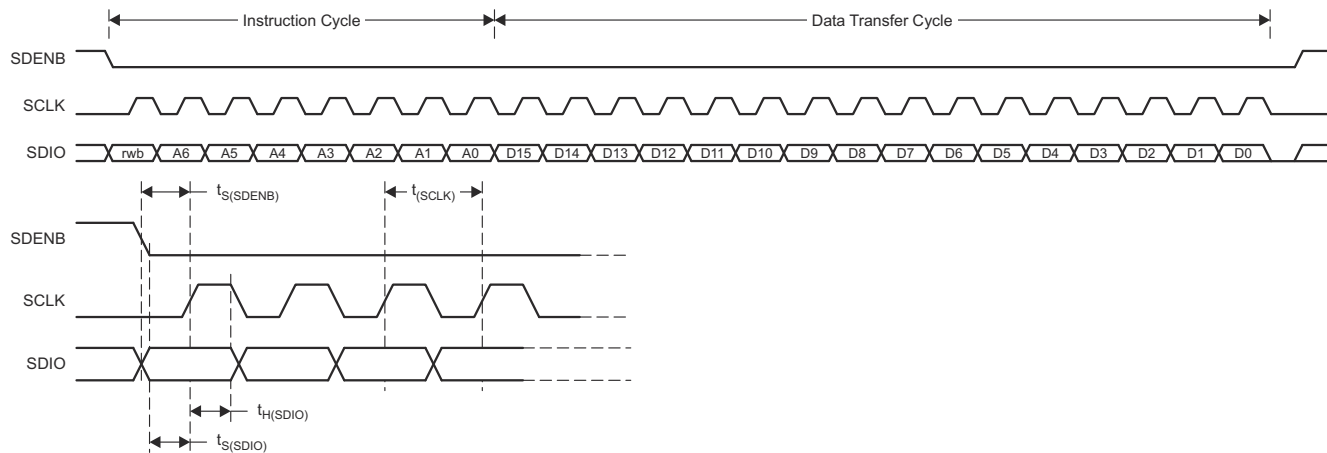 Instruction Cycle Data Transfer Cycle
SDENB
SCLK
SDIO rwb A6 A5 A4 A3 A2 A1 A0 D15 D14 D13 D12 D11 D10 D9 D8 D7 D6 D5 D4 D3 D2 D1 D0
tS(SDENB) t(SCLK)
SDENB
SCLK
SDIO
tH(SDIO)
tS(SDIO)